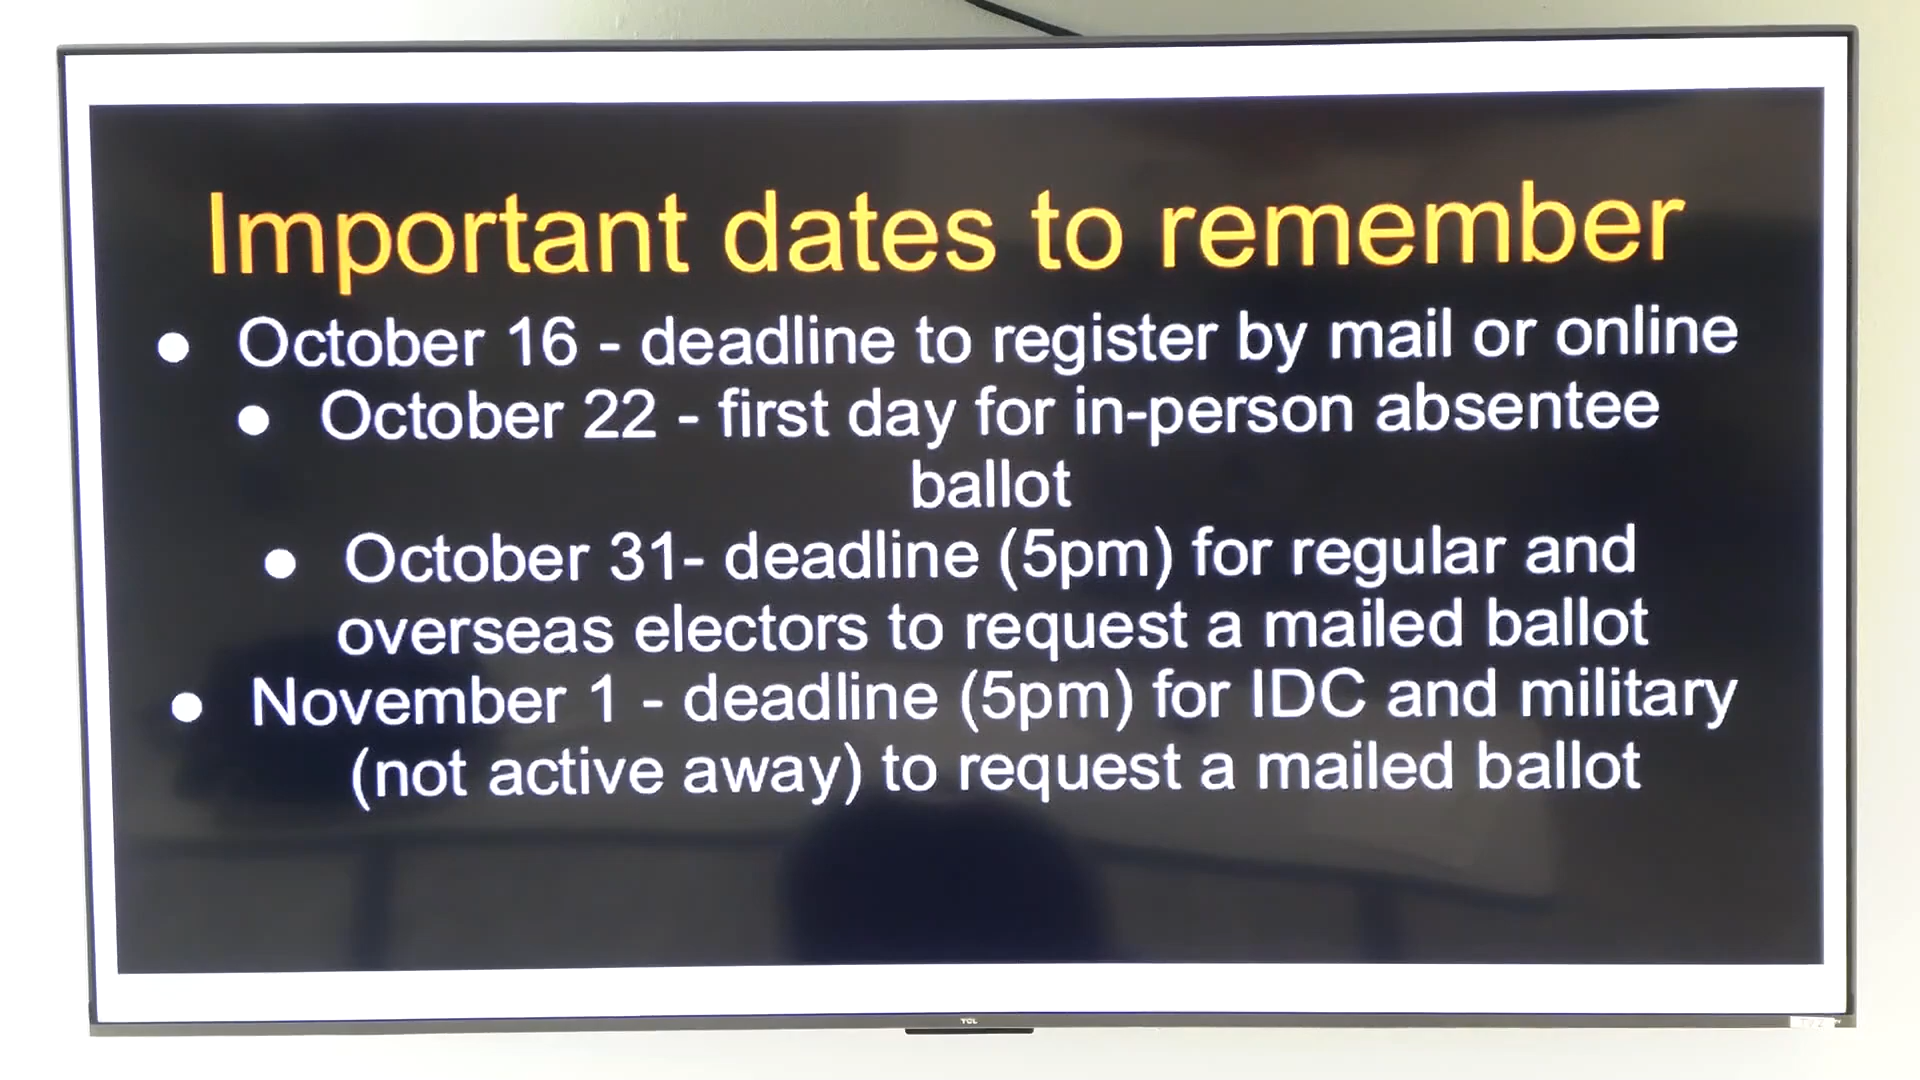 Important dates to remember
● October 16 - deadline to register by mail or online
● October 22 - first day for in-person absentee
ballot
● October 31- deadline (5pm) for regular and
overseas electors to request a mailed ballot
● November 1 - deadline (5pm) for IDC and military
(not active away) to request a mailed ballot
TCL